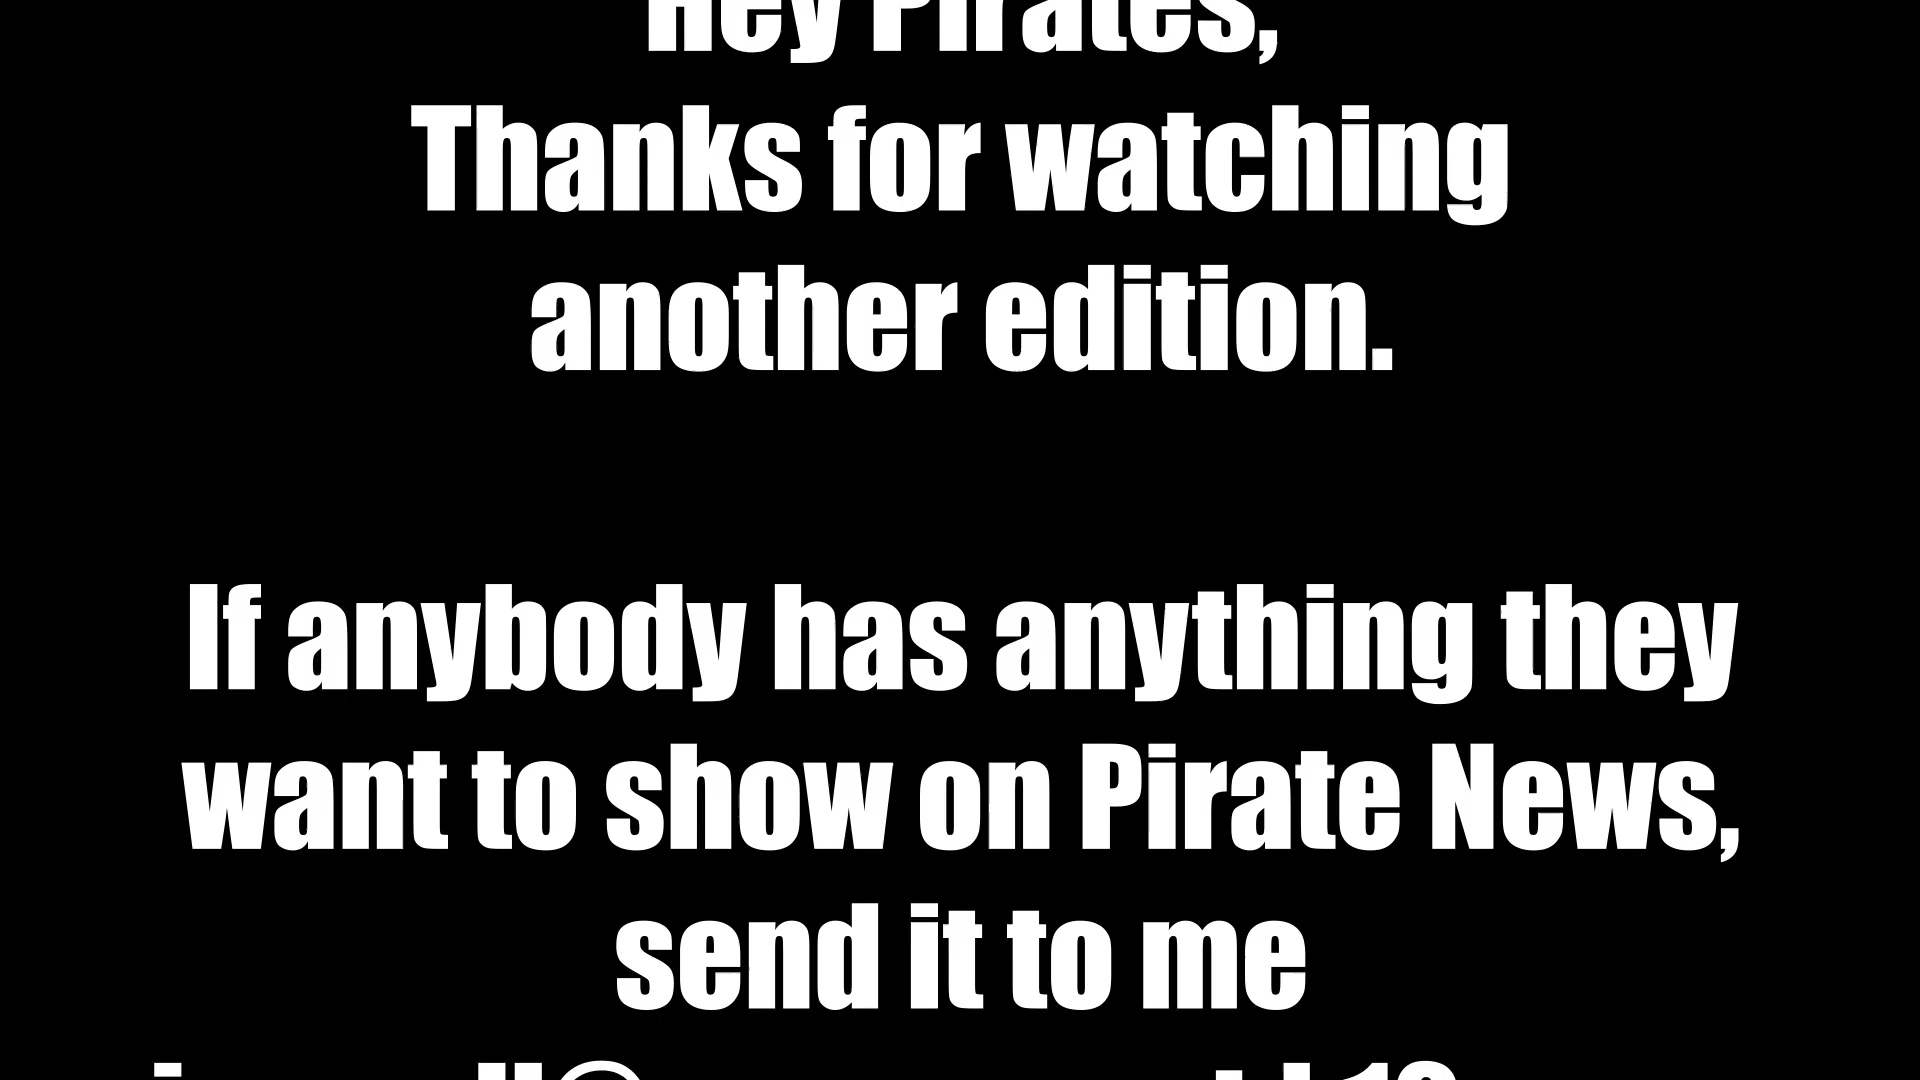 Hey Pirates,
Thanks for watching
another edition.
If anybody has anything they
want to show on Pirate News,
send it to me